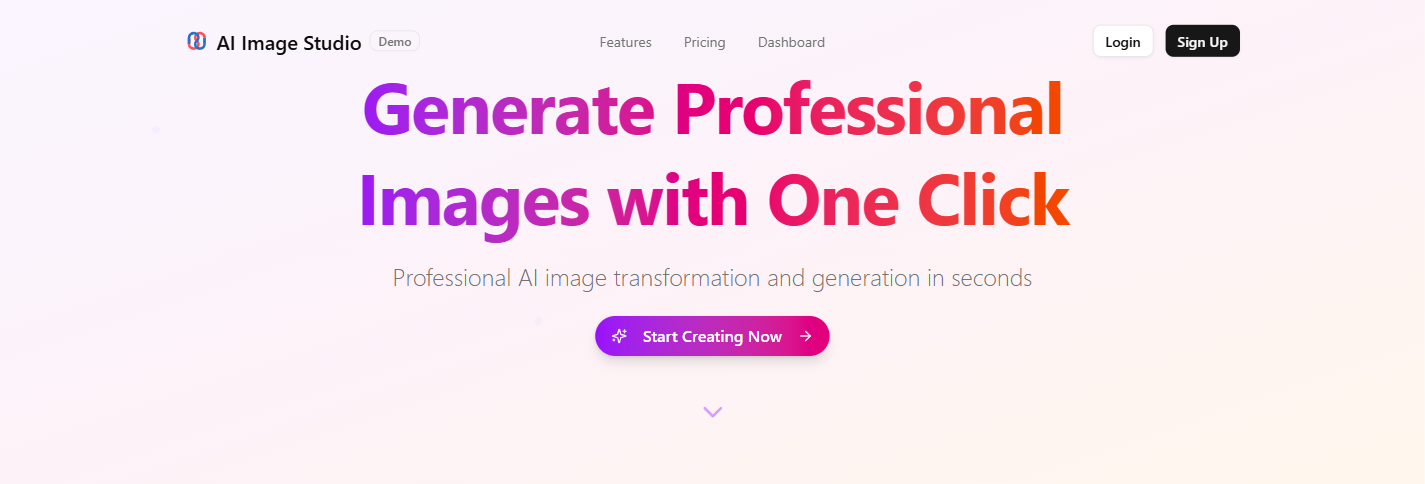 AI Image Studio Demo Features Pricing Dashboard Login Sign Up
Generate Professional
Images with One Click
Professional AI image transformation and generation in seconds
Start Creating Now